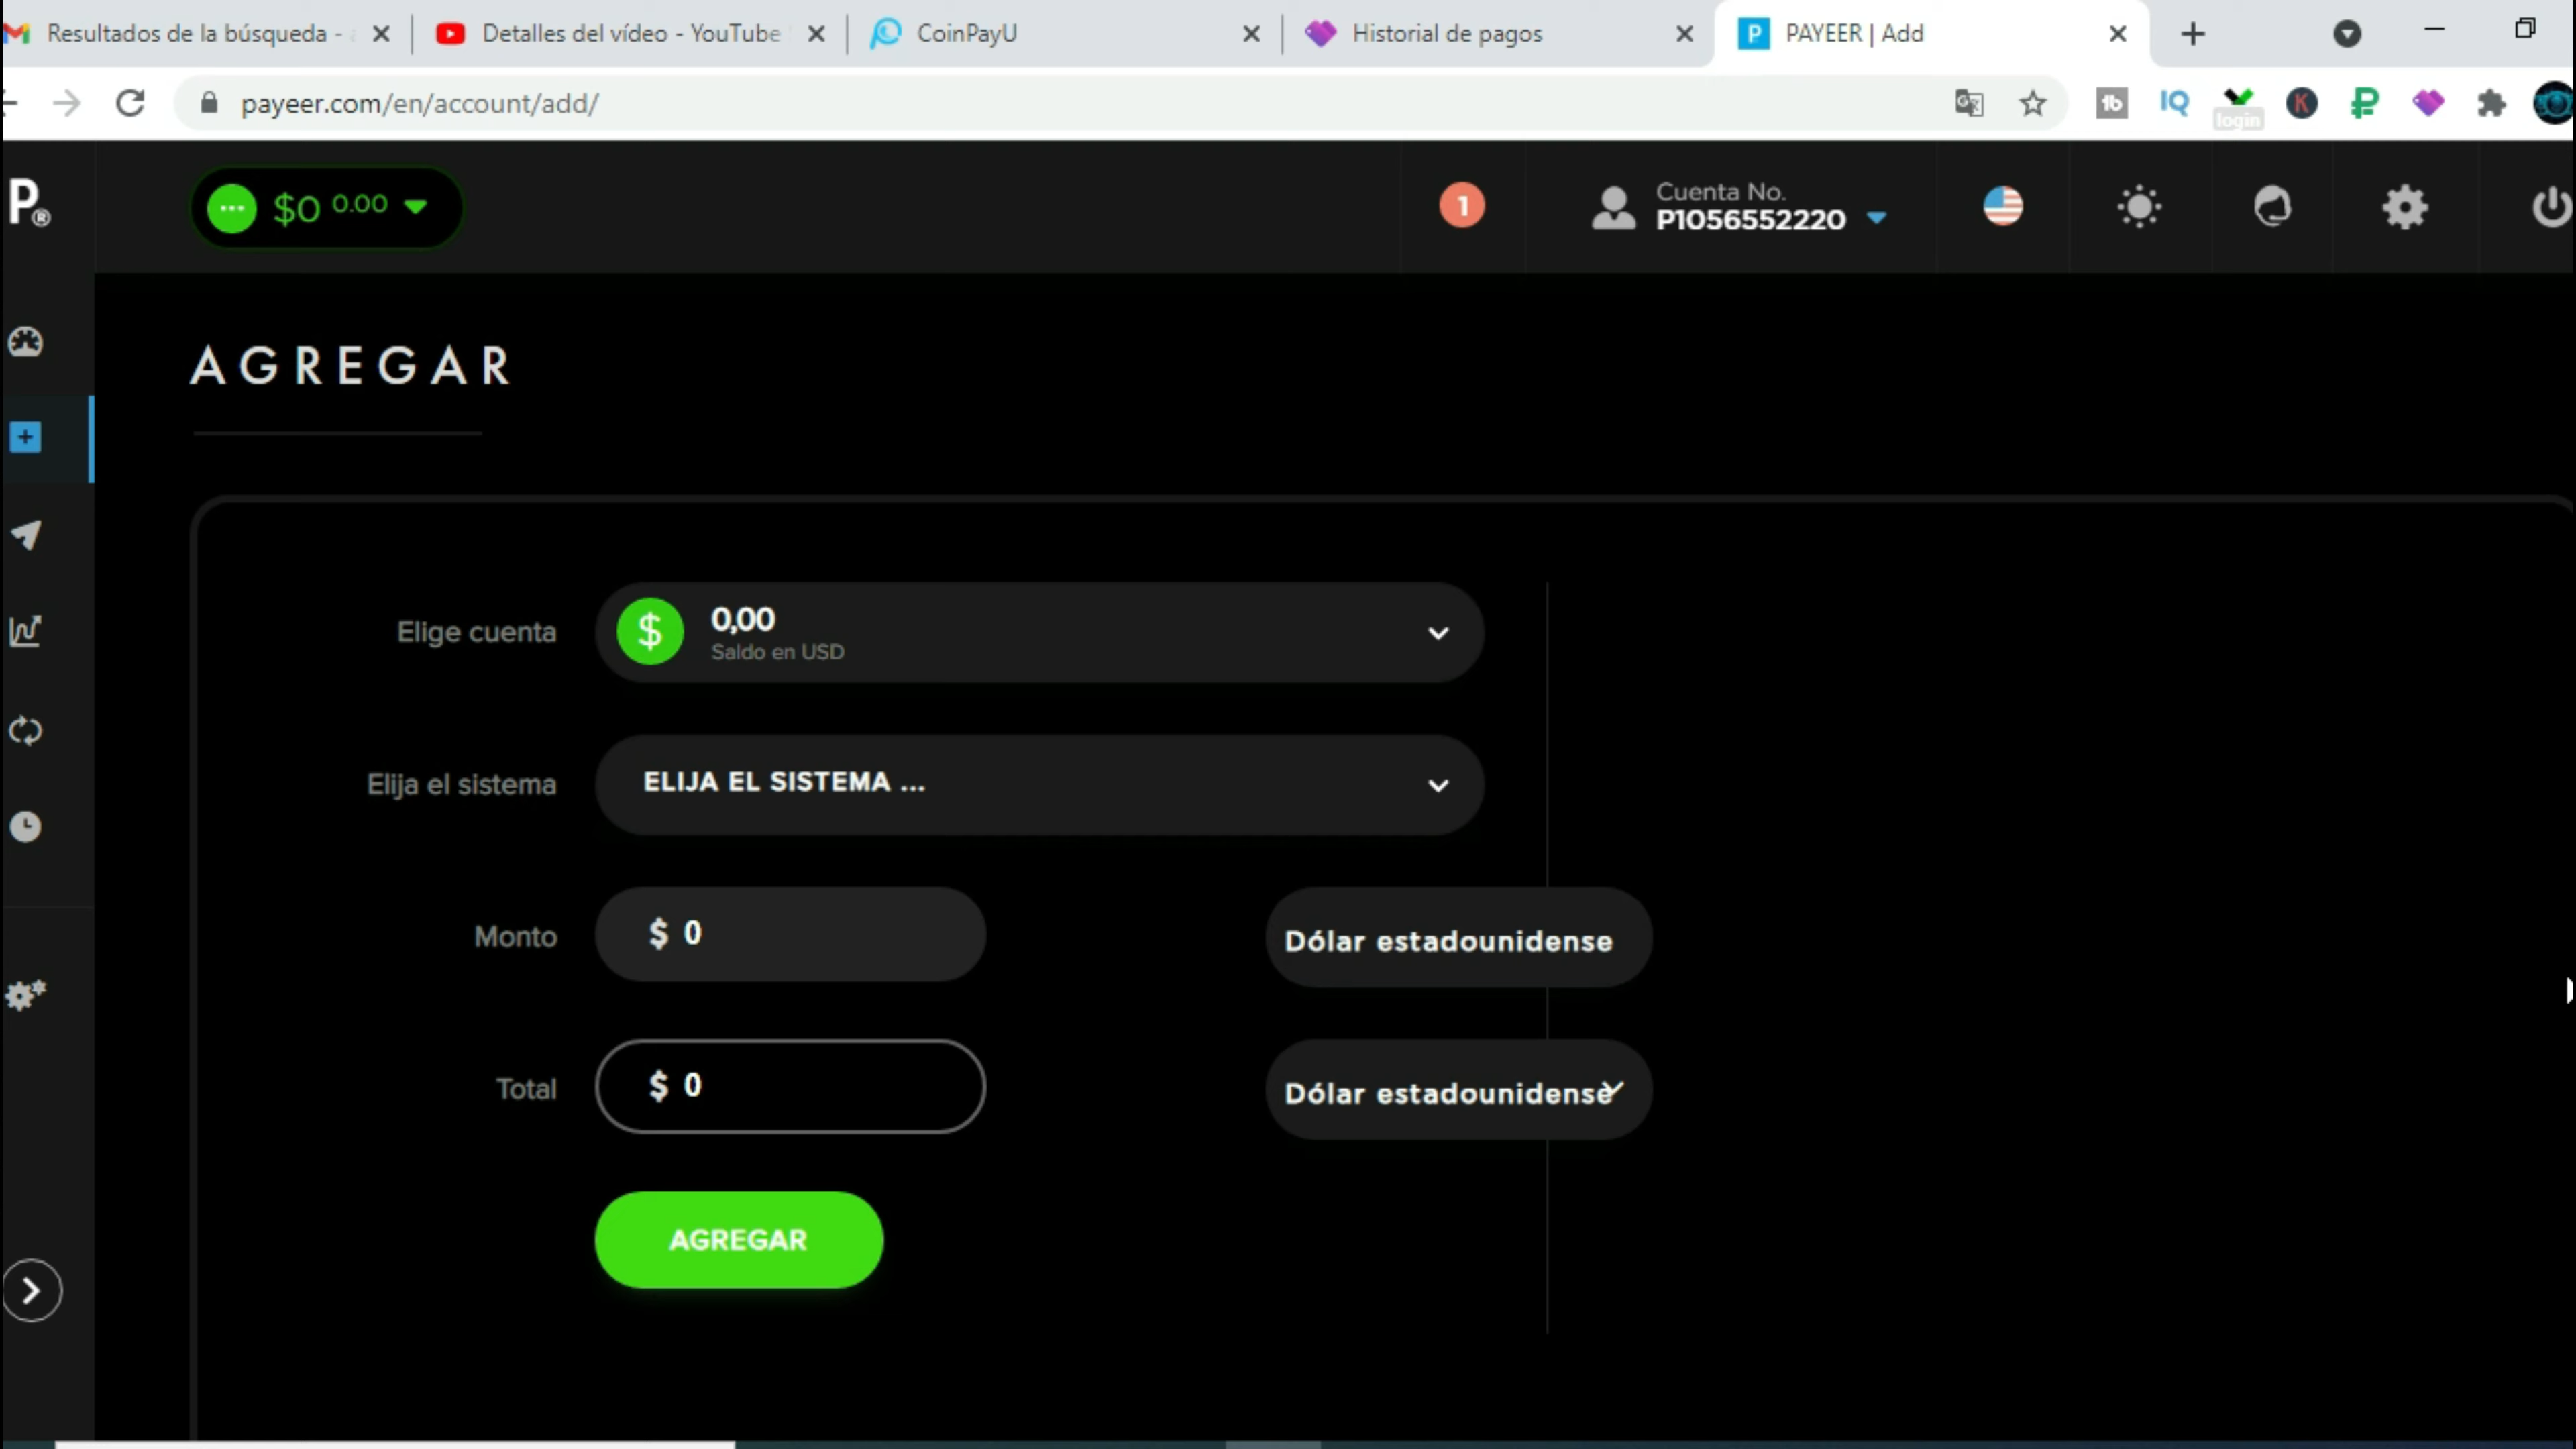 Resultados de la búsqueda -
Detalles del vídeo - YouTube
CoinPayU
Historial de pagos
P
PAYEER | Add
payeer.com/en/account/add/
tb
IQ
login
K
P®
$0 0.00
1
Cuenta No.
P1056552220
AGREGAR
Elige cuenta
$
0,00
Saldo en USD
Elija el sistema
ELIJA EL SISTEMA ...
Monto
$ 0
Dólar estadounidense
Total
$ 0
Dólar estadounidense
AGREGAR